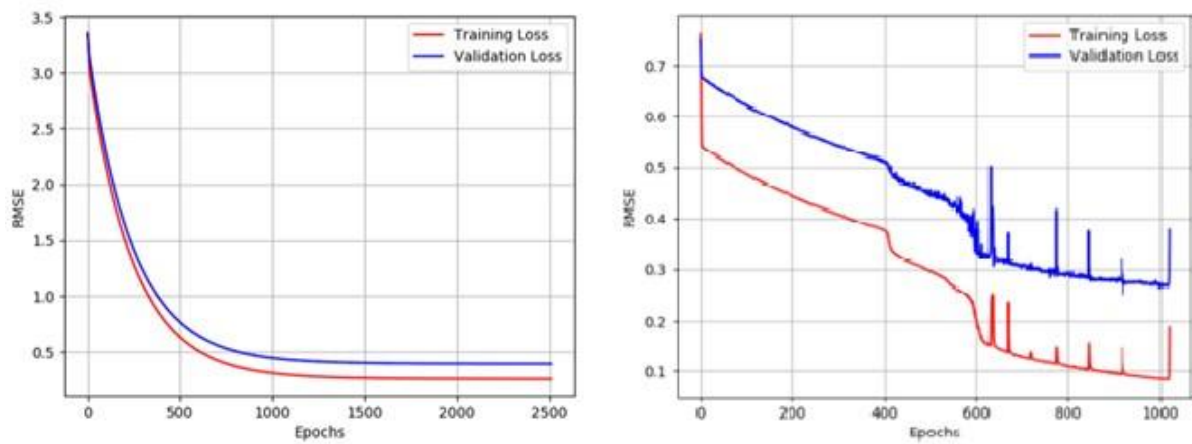 3.5
3.0
2.5
2.0
1.5
1.0
0.5
RMSE
Training Loss
Validation Loss
0 500 1000 1500 2000 2500
Epochs
0.7
0.6
0.5
0.4
0.3
0.2
0.1
RMSE
Training Loss
Validation Loss
0 200 400 600 800 1000
Epochs